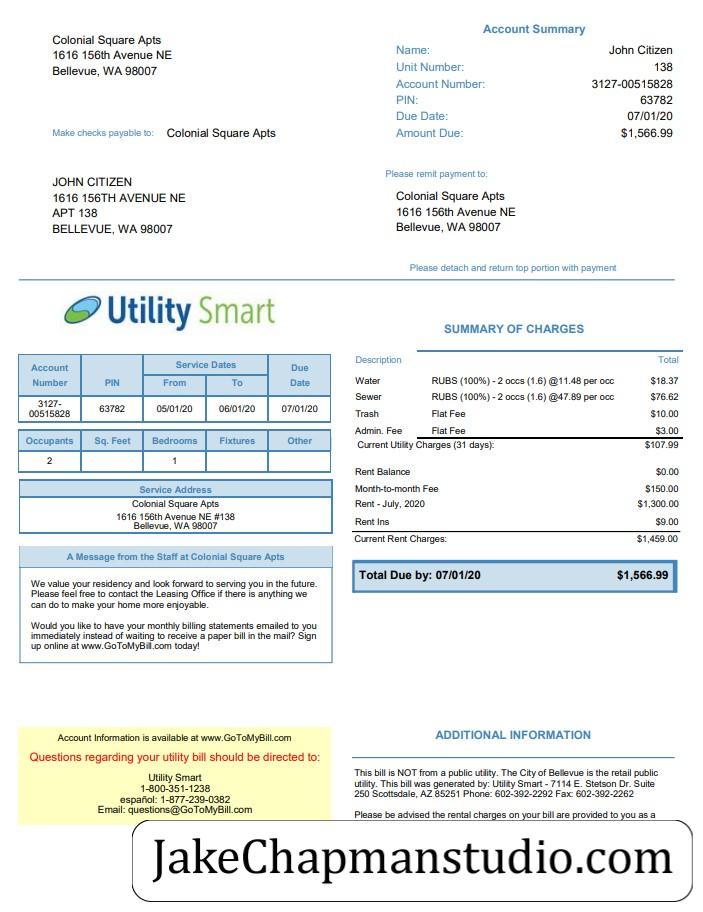 Colonial Square Apts
1616 156th Avenue NE
Bellevue, WA 98007
Account Summary
Name: John Citizen
Unit Number: 138
Account Number: 3127-00515828
PIN: 63782
Due Date: 07/01/20
Amount Due: $1,566.99
Make checks payable to: Colonial Square Apts
JOHN CITIZEN
1616 156TH AVENUE NE
APT 138
BELLEVUE, WA 98007
Please remit payment to:
Colonial Square Apts
1616 156th Avenue NE
Bellevue, WA 98007
Please detach and return top portion with payment
Utility Smart
Account Number PIN Service Dates From To Due Date
3127-00515828 63782 05/01/20 06/01/20 07/01/20
Occupants Sq. Feet Bedrooms Fixtures Other
2 1
Service Address
Colonial Square Apts
1616 156th Avenue NE #138
Bellevue, WA 98007
A Message from the Staff at Colonial Square Apts
We value your residency and look forward to serving you in the future.
Please feel free to contact the Leasing Office if there is anything we
can do to make your home more enjoyable.
Would you like to have your monthly billing statements emailed to you
immediately instead of waiting to receive a paper bill in the mail? Sign
up online at www.GoToMyBill.com today!
SUMMARY OF CHARGES
Description Total
Water RUBS (100%) - 2 occs (1.6) @11.48 per occ $18.37
Sewer RUBS (100%) - 2 occs (1.6) @47.89 per occ $76.62
Trash Flat Fee $10.00
Admin. Fee Flat Fee $3.00
Current Utility Charges (31 days): $107.99
Rent Balance $0.00
Month-to-month Fee $150.00
Rent - July, 2020 $1,300.00
Rent Ins $9.00
Current Rent Charges: $1,459.00
Total Due by: 07/01/20 $1,566.99
Account Information is available at www.GoToMyBill.com
Questions regarding your utility bill should be directed to:
Utility Smart
1-800-351-1238
español: 1-877-239-0382
Email: questions@GoToMyBill.com
ADDITIONAL INFORMATION
This bill is NOT from a public utility. The City of Bellevue is the retail public
utility. This bill was generated by: Utility Smart - 7114 E. Stetson Dr. Suite
250 Scottsdale, AZ 85251 Phone: 602-392-2292 Fax: 602-392-2262
Please be advised the rental charges on your bill are provided to you as a
JakeChapmanstudio.com